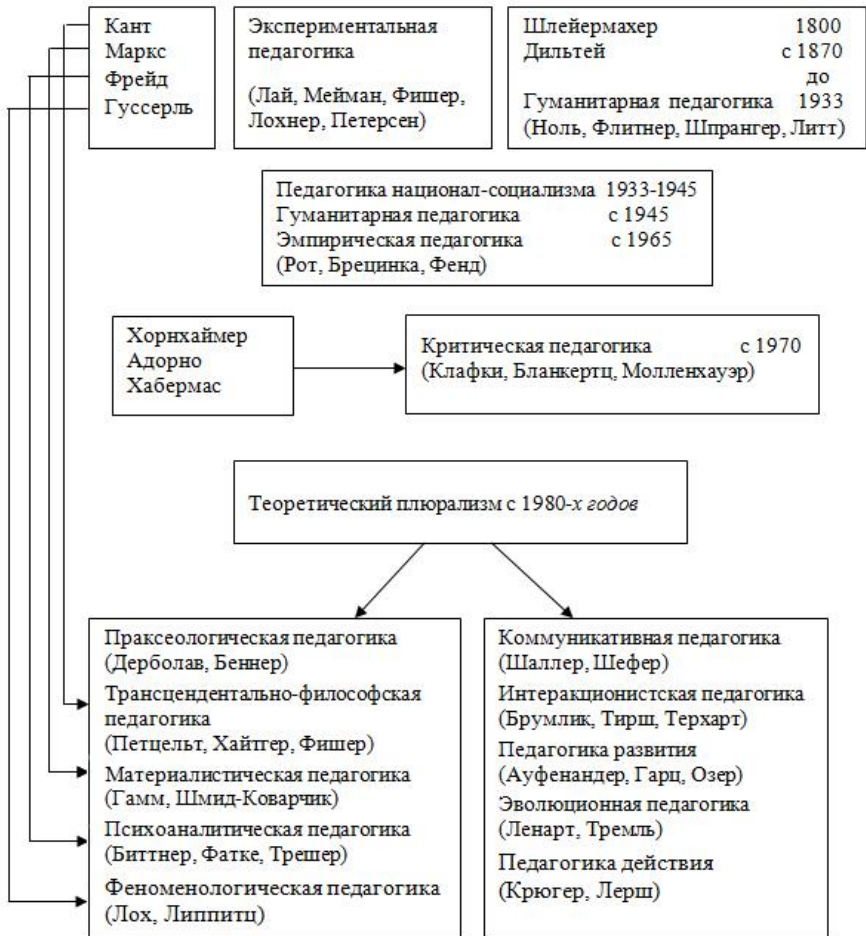 Кант
Маркс
Фрейд
Гуссерль
Экспериментальная
педагогика
(Лай, Мейман, Фишер,
Лохнер, Петерсен)
Шлейермахер 1800
Дильтей с 1870
до
Гуманитарная педагогика 1933
(Ноль, Флитнер, Шпрангер, Литт)
Педагогика национал-социализма 1933-1945
Гуманитарная педагогика с 1945
Эмпирическая педагогика с 1965
(Рот, Брецинка, Фенд)
Хорнхаймер
Адорно
Хабермас
Критическая педагогика с 1970
(Клафки, Бланкертц, Молленхауэр)
Теоретический плюрализм с 1980-х годов
Праксеологическая педагогика
(Дерболав, Беннер)
Трансцендентально-философская
педагогика
(Петцельт, Хайтгер, Фишер)
Материалистическая педагогика
(Гамм, Шмид-Коварчик)
Психоаналитическая педагогика
(Биттнер, Фатке, Трешер)
Феноменологическая педагогика
(Лох, Липпитц)
Коммуникативная педагогика
(Шаллер, Шефер)
Интеракционистская педагогика
(Брумлик, Тирш, Терхарт)
Педагогика развития
(Ауфенандер, Гарц, Озер)
Эволюционная педагогика
(Ленарт, Тремль)
Педагогика действия
(Крюгер, Лерш)